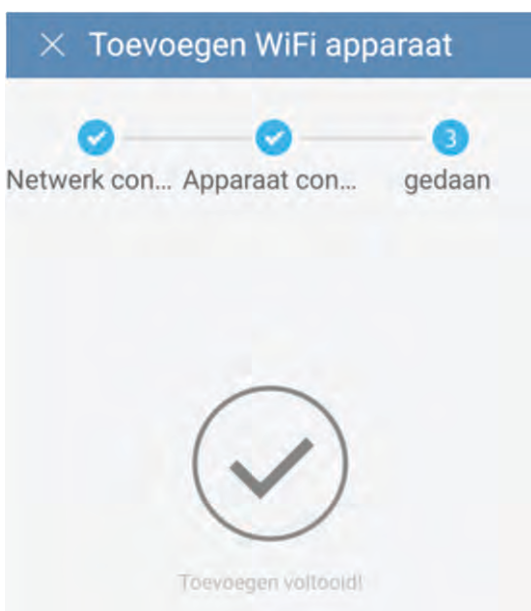 Toevoegen WiFi apparaat
3
Netwerk con... Apparaat con... gedaan
Toevoegen voltooid!